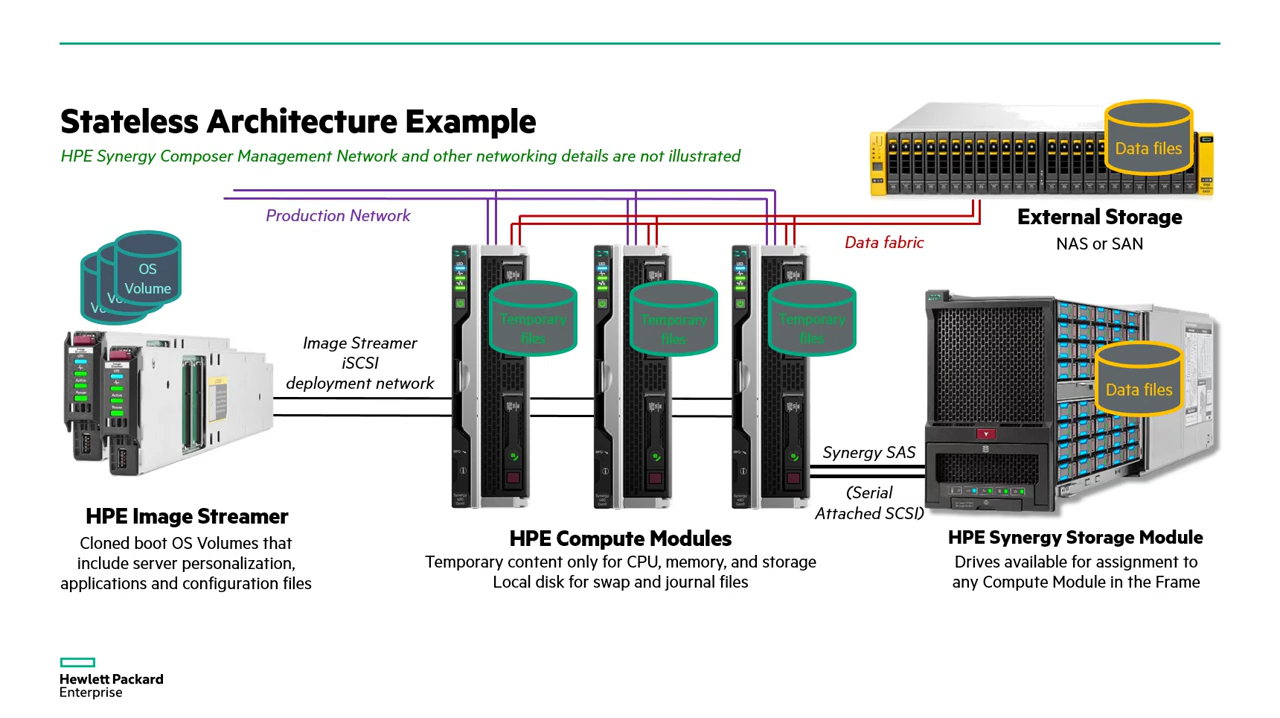 Stateless Architecture Example
HPE Synergy Composer Management Network and other networking details are not illustrated
Data files
Production Network
External Storage
NAS or SAN
Data fabric
OS
Volume
Vo
Vo
Temporary
files
Temporary
files
Temporary
files
Image Streamer
iSCSI
deployment network
Data files
Synergy SAS
(Serial
Attached SCSI)
HPE Image Streamer
Cloned boot OS Volumes that
include server personalization,
applications and configuration files
HPE Compute Modules
Temporary content only for CPU, memory, and storage
Local disk for swap and journal files
HPE Synergy Storage Module
Drives available for assignment to
any Compute Module in the Frame
Hewlett Packard
Enterprise